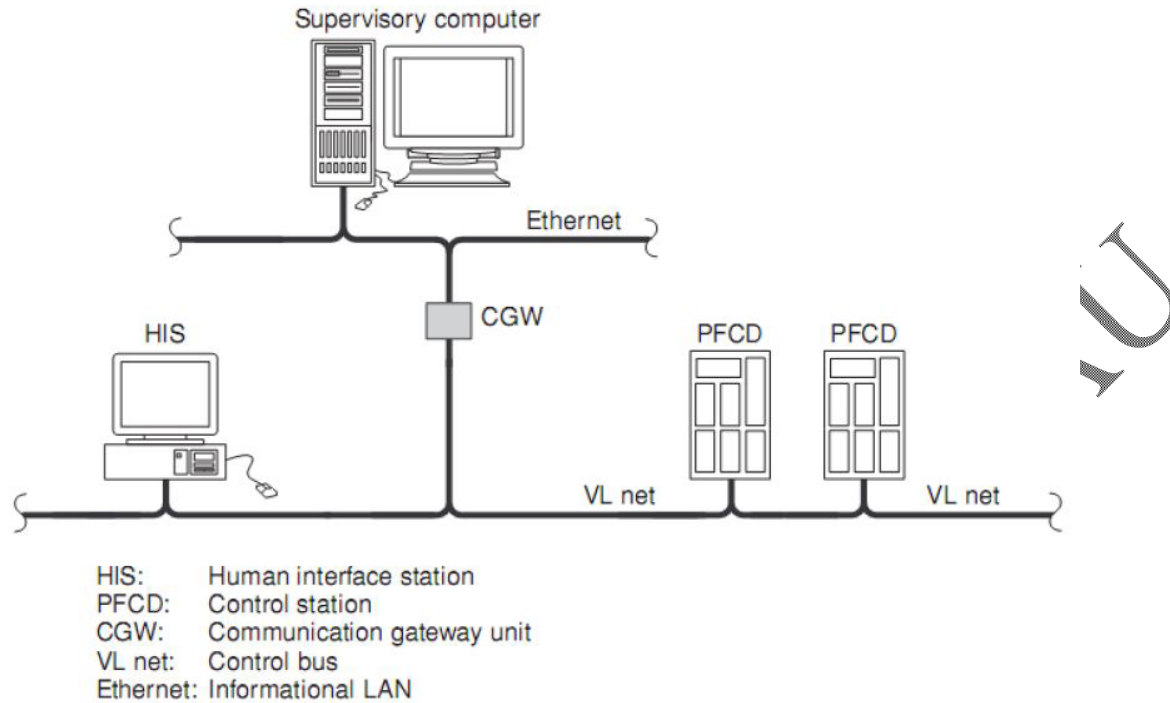 Supervisory computer
Ethernet
CGW
HIS
PFCD PFCD
VL net VL net
HIS: Human interface station
PFCD: Control station
CGW: Communication gateway unit
VL net: Control bus
Ethernet: Informational LAN